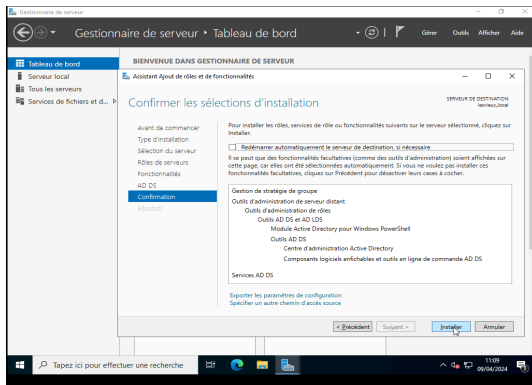 Gestionnaire de serveur
Gestionnaire de serveur ‣ Tableau de bord
Gérer Outils Afficher Aide
Tableau de bord
Serveur local
Tous les serveurs
Services de fichiers et d...
BIENVENUE DANS GESTIONNAIRE DE SERVEUR
Assistant Ajout de rôles et de fonctionnalités
Confirmer les sélections d'installation
SERVEUR DE DESTINATION
Avant de commencer
Type d'installation
Sélection du serveur
Rôles de serveurs
Fonctionnalités
AD DS
Confirmation
Résultats
Pour installer les rôles, services de rôle ou fonctionnalités suivants sur le serveur sélectionné, cliquez sur
Installer.
Redémarrer automatiquement le serveur de destination, si nécessaire
Il se peut que des fonctionnalités facultatives (comme des outils d'administration) soient affichées sur
cette page, car elles ont été sélectionnées automatiquement. Si vous ne voulez pas installer ces
fonctionnalités facultatives, cliquez sur Précédent pour désactiver leurs cases à cocher.
Gestion de stratégie de groupe
Outils d'administration de serveur distant
Outils d'administration de rôles
Outils AD DS et AD LDS
Module Active Directory pour Windows PowerShell
Outils AD DS
Centre d'administration Active Directory
Composants logiciels enfichables et outils en ligne de commande AD DS
Services AD DS
Exporter les paramètres de configuration
Spécifier un autre chemin d'accès source
< Précédent Suivant > Installer Annuler
Tapez ici pour effectuer une recherche
11:09
09/04/2024